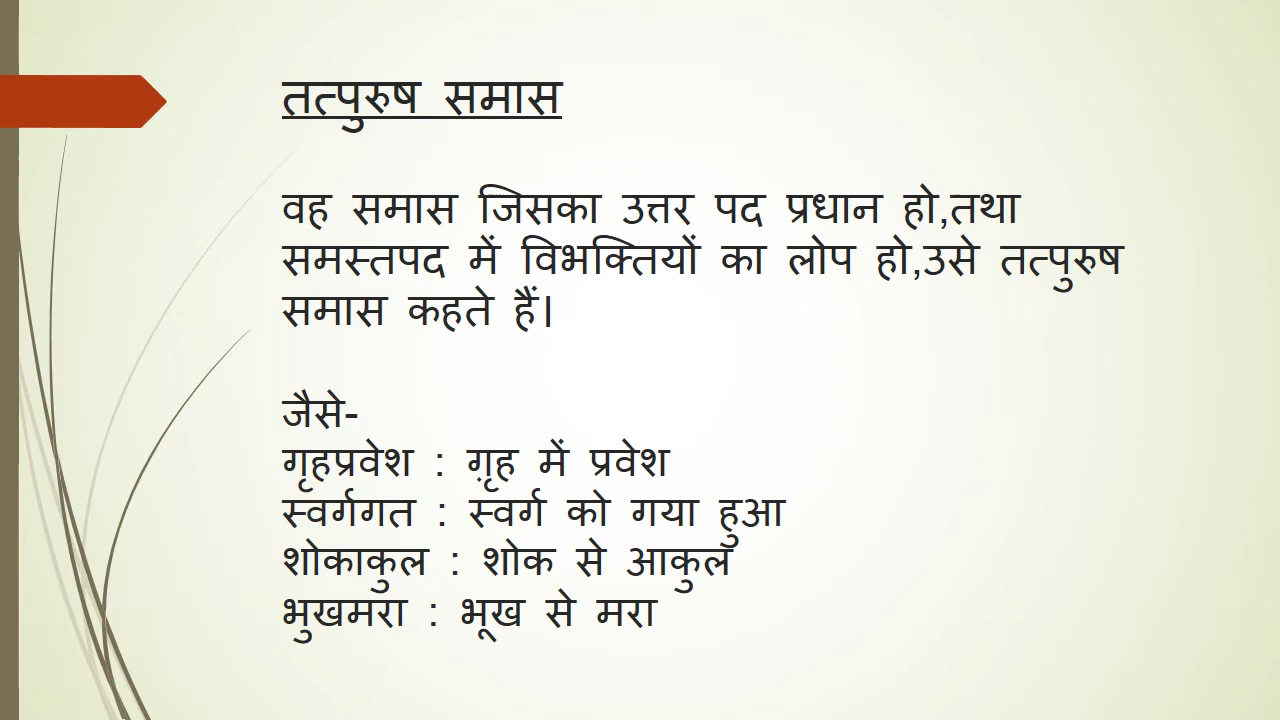 तत्पुरुष समास
वह समास जिसका उत्तर पद प्रधान हो,तथा
समस्तपद में विभक्तियों का लोप हो,उसे तत्पुरुष
समास कहते हैं।
जैसे-
गृहप्रवेश : ग़ृह में प्रवेश
स्वर्गगत : स्वर्ग को गया हुआ
शोकाकुल : शोक से आकुल
भुखमरा : भूख से मरा